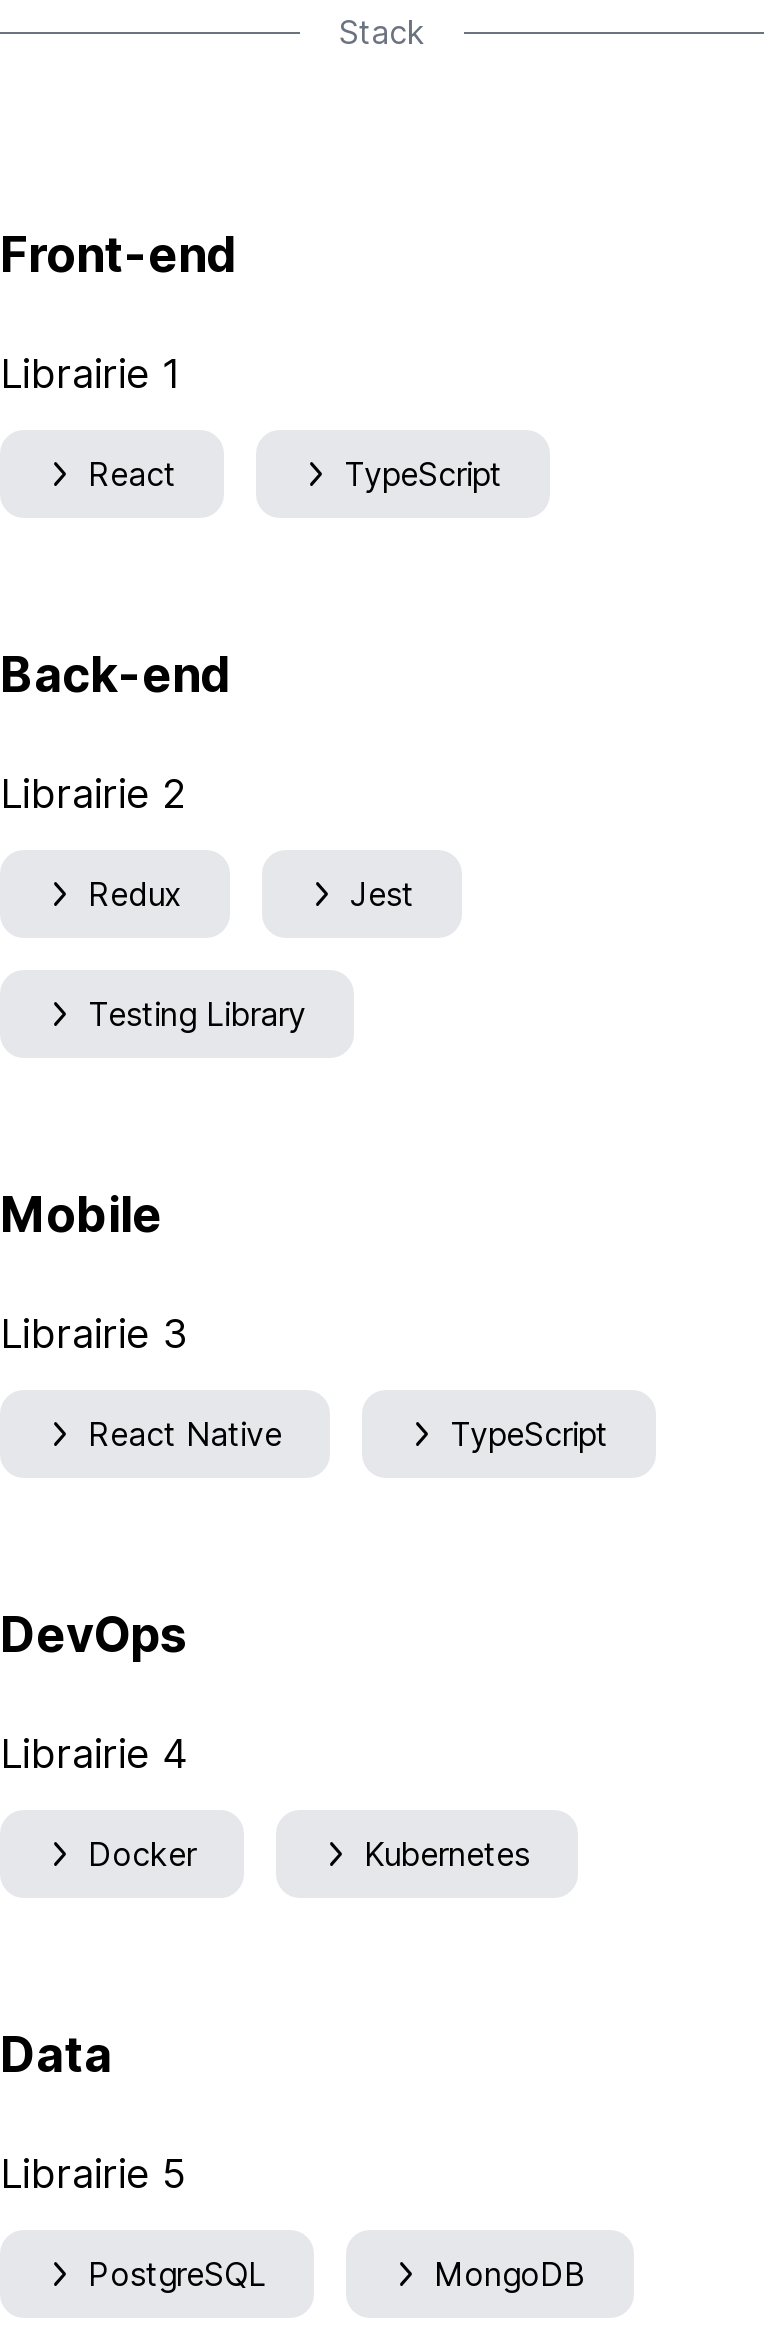 Stack
Front-end
Librairie 1
React
TypeScript
Back-end
Librairie 2
Redux
Jest
Testing Library
Mobile
Librairie 3
React Native
TypeScript
DevOps
Librairie 4
Docker
Kubernetes
Data
Librairie 5
PostgreSQL
MongoDB